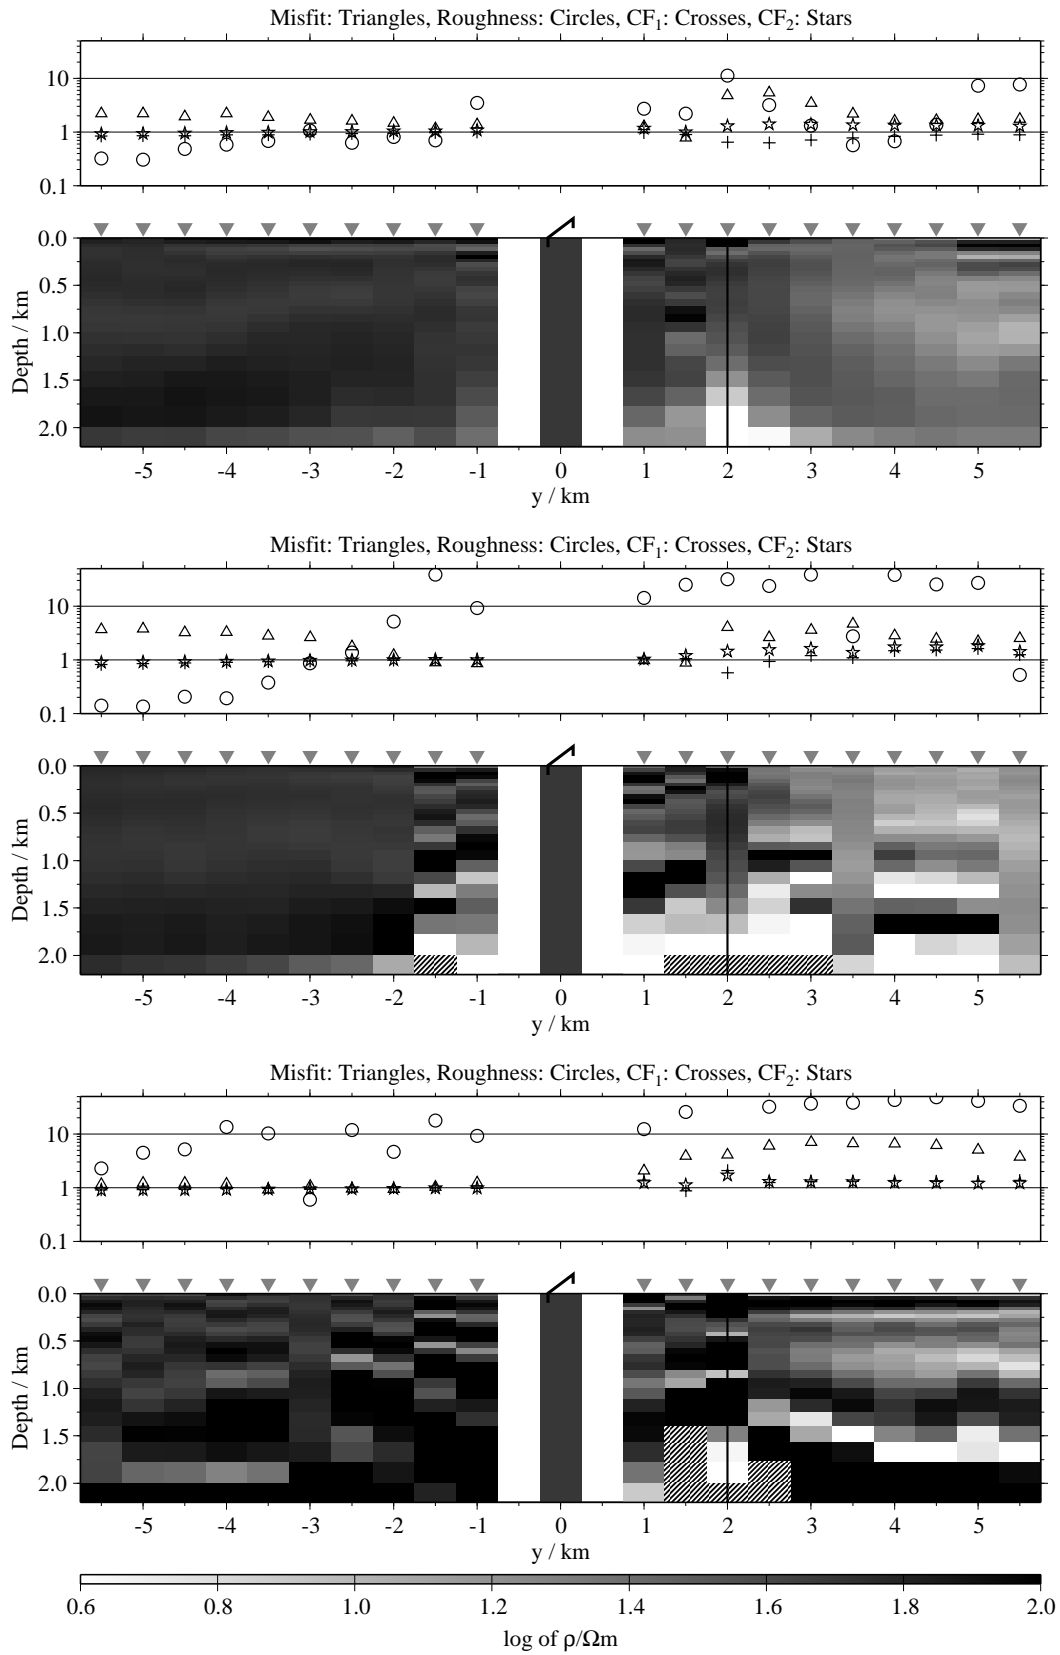 Misfit: Triangles, Roughness: Circles, CF₁: Crosses, CF₂: Stars
10
1
0.1
0.0
0.5
1.0
1.5
2.0
Depth / km
-5 -4 -3 -2 -1 0 1 2 3 4 5
y / km
Misfit: Triangles, Roughness: Circles, CF₁: Crosses, CF₂: Stars
10
1
0.1
0.0
0.5
1.0
1.5
2.0
Depth / km
-5 -4 -3 -2 -1 0 1 2 3 4 5
y / km
Misfit: Triangles, Roughness: Circles, CF₁: Crosses, CF₂: Stars
10
1
0.1
0.0
0.5
1.0
1.5
2.0
Depth / km
-5 -4 -3 -2 -1 0 1 2 3 4 5
y / km
0.6 0.8 1.0 1.2 1.4 1.6 1.8 2.0
log of ρ/Ωm